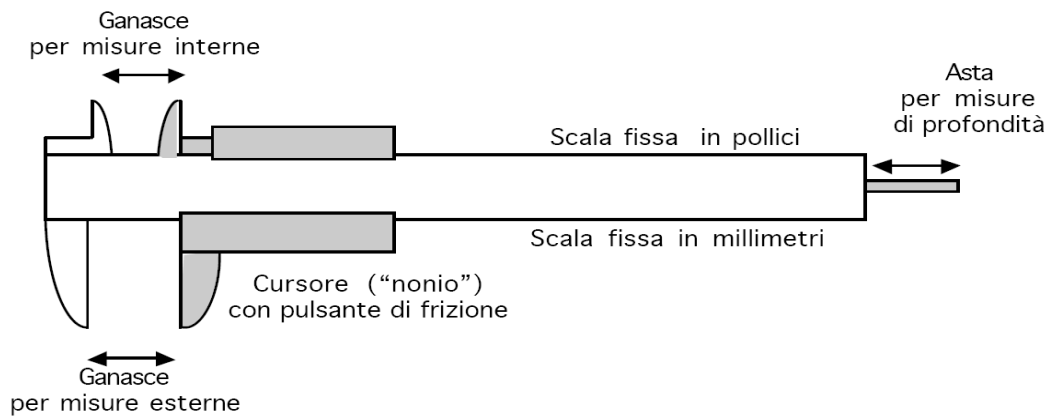 Ganasce
per misure interne
Asta
per misure
di profondità
Scala fissa in pollici
Scala fissa in millimetri
Cursore (“nonio”)
con pulsante di frizione
Ganasce
per misure esterne